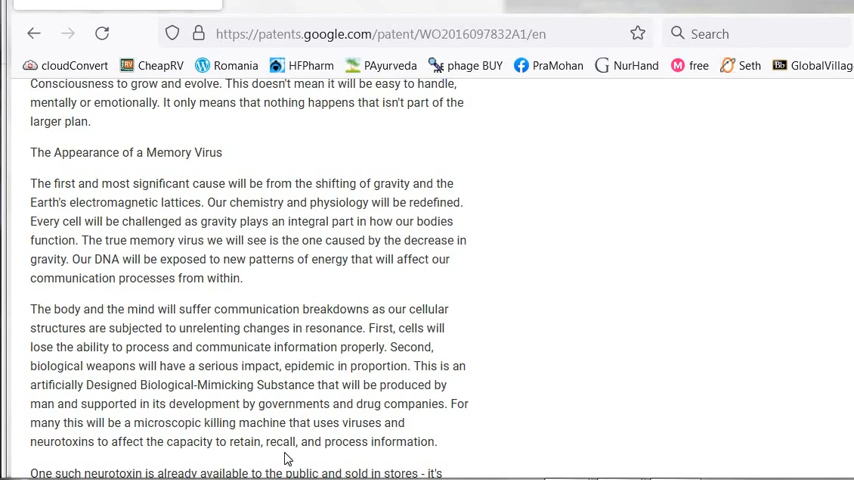 https://patents.google.com/patent/WO2016097832A1/en
Search
cloudConvert CheapRV Romania HFPharm PAyurveda phage BUY PraMohan NurHand free Seth GlobalVillag
Consciousness to grow and evolve. This doesn't mean it will be easy to handle,
mentally or emotionally. It only means that nothing happens that isn't part of the
larger plan.
The Appearance of a Memory Virus
The first and most significant cause will be from the shifting of gravity and the
Earth's electromagnetic lattices. Our chemistry and physiology will be redefined.
Every cell will be challenged as gravity plays an integral part in how our bodies
function. The true memory virus we will see is the one caused by the decrease in
gravity. Our DNA will be exposed to new patterns of energy that will affect our
communication processes from within.
The body and the mind will suffer communication breakdowns as our cellular
structures are subjected to unrelenting changes in resonance. First, cells will
lose the ability to process and communicate information properly. Second,
biological weapons will have a serious impact, epidemic in proportion. This is an
artificially Designed Biological-Mimicking Substance that will be produced by
man and supported in its development by governments and drug companies. For
many this will be a microscopic killing machine that uses viruses and
neurotoxins to affect the capacity to retain, recall, and process information.
One such neurotoxin is already available to the public and sold in stores - it's